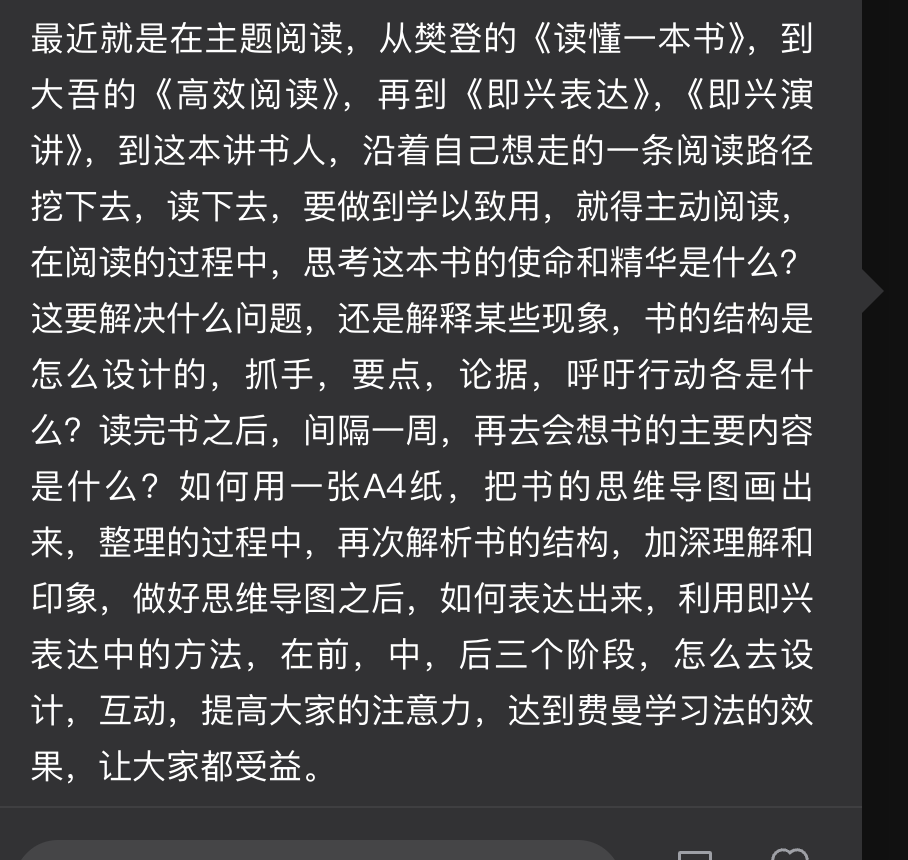 最近就是在主题阅读，从樊登的《读懂一本书》，到
大吾的《高效阅读》，再到《即兴表达》，《即兴演
讲》，到这本讲书人，沿着自己想走的一条阅读路径
挖下去，读下去，要做到学以致用，就得主动阅读，
在阅读的过程中，思考这本书的使命和精华是什么？
这要解决什么问题，还是解释某些现象，书的结构是
怎么设计的，抓手，要点，论据，呼吁行动各是什
么？读完书之后，间隔一周，再去会想书的主要内容
是什么？如何用一张A4纸，把书的思维导图画出
来，整理的过程中，再次解析书的结构，加深理解和
印象，做好思维导图之后，如何表达出来，利用即兴
表达中的方法，在前，中，后三个阶段，怎么去设
计，互动，提高大家的注意力，达到费曼学习法的效
果，让大家都受益。